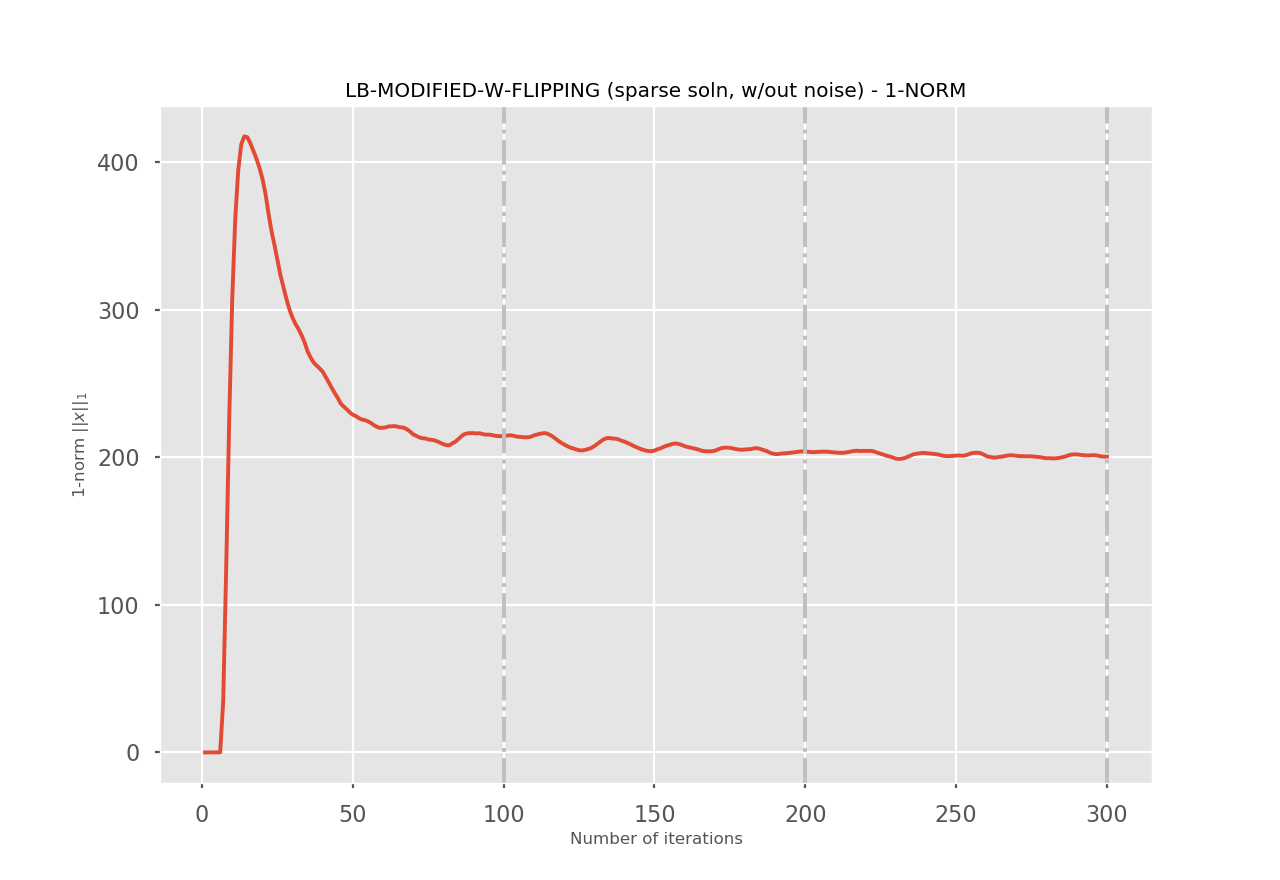 LB-MODIFIED-W-FLIPPING (sparse soln, w/out noise) - 1-NORM
400
300
200
100
0
1-norm ||x||₁
0 50 100 150 200 250 300
Number of iterations